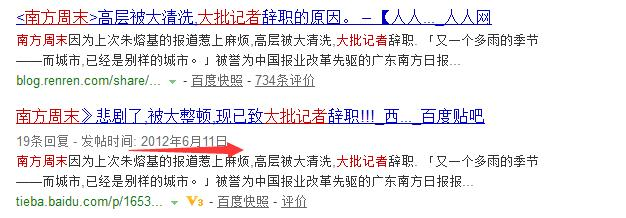 <南方周末>高层被大清洗,大批记者辞职的原因。 – 【人人..._人人网
南方周末因为上次朱熔基的报道惹上麻烦,高层被大清洗,大批记者辞职. 「又一个多雨的季节
——而城市,已经是别样的城市。」被誉为中国报业改革先驱的广东南方日报...
blog.renren.com/share/... - 百度快照 - 734条评价
南方周末》悲剧了,被大整顿,现已致大批记者辞职!!!_西..._百度贴吧
19条回复 - 发帖时间: 2012年6月11日
南方周末因为上次朱熔基的报道惹上麻烦,高层被大清洗,大批记者辞职. 「又一个多雨的季节
——而城市,已经是别样的城市。」被誉为中国报业改革先驱的广东南方日报报...
tieba.baidu.com/p/1653... V3 - 百度快照 - 评价